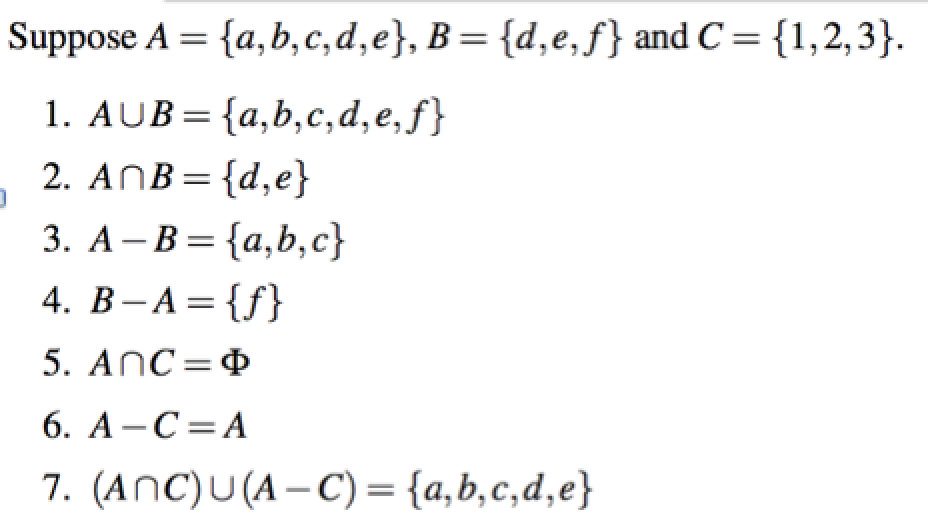 Suppose A = {a,b,c,d,e}, B = {d,e,f} and C = {1,2,3}.
1. A∪B = {a,b,c,d,e,f}
2. A∩B = {d,e}
3. A−B = {a,b,c}
4. B−A = {f}
5. A∩C = Φ
6. A−C = A
7. (A∩C)∪(A−C) = {a,b,c,d,e}